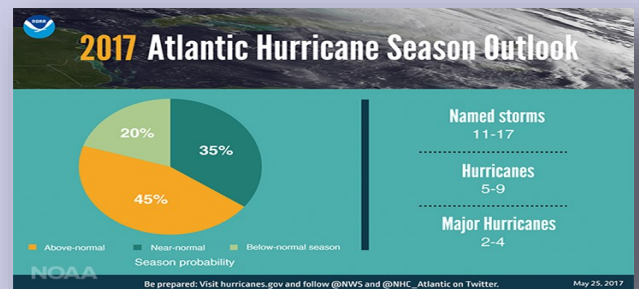 NOAA
2017 Atlantic Hurricane Season Outlook
20%
35%
45%
Above-normal Near-normal Below-normal season
Season probability
Named storms
11-17
Hurricanes
5-9
Major Hurricanes
2-4
NOAA
Be prepared: Visit hurricanes.gov and follow @NWS and @NHC_Atlantic on Twitter.
May 25, 2017